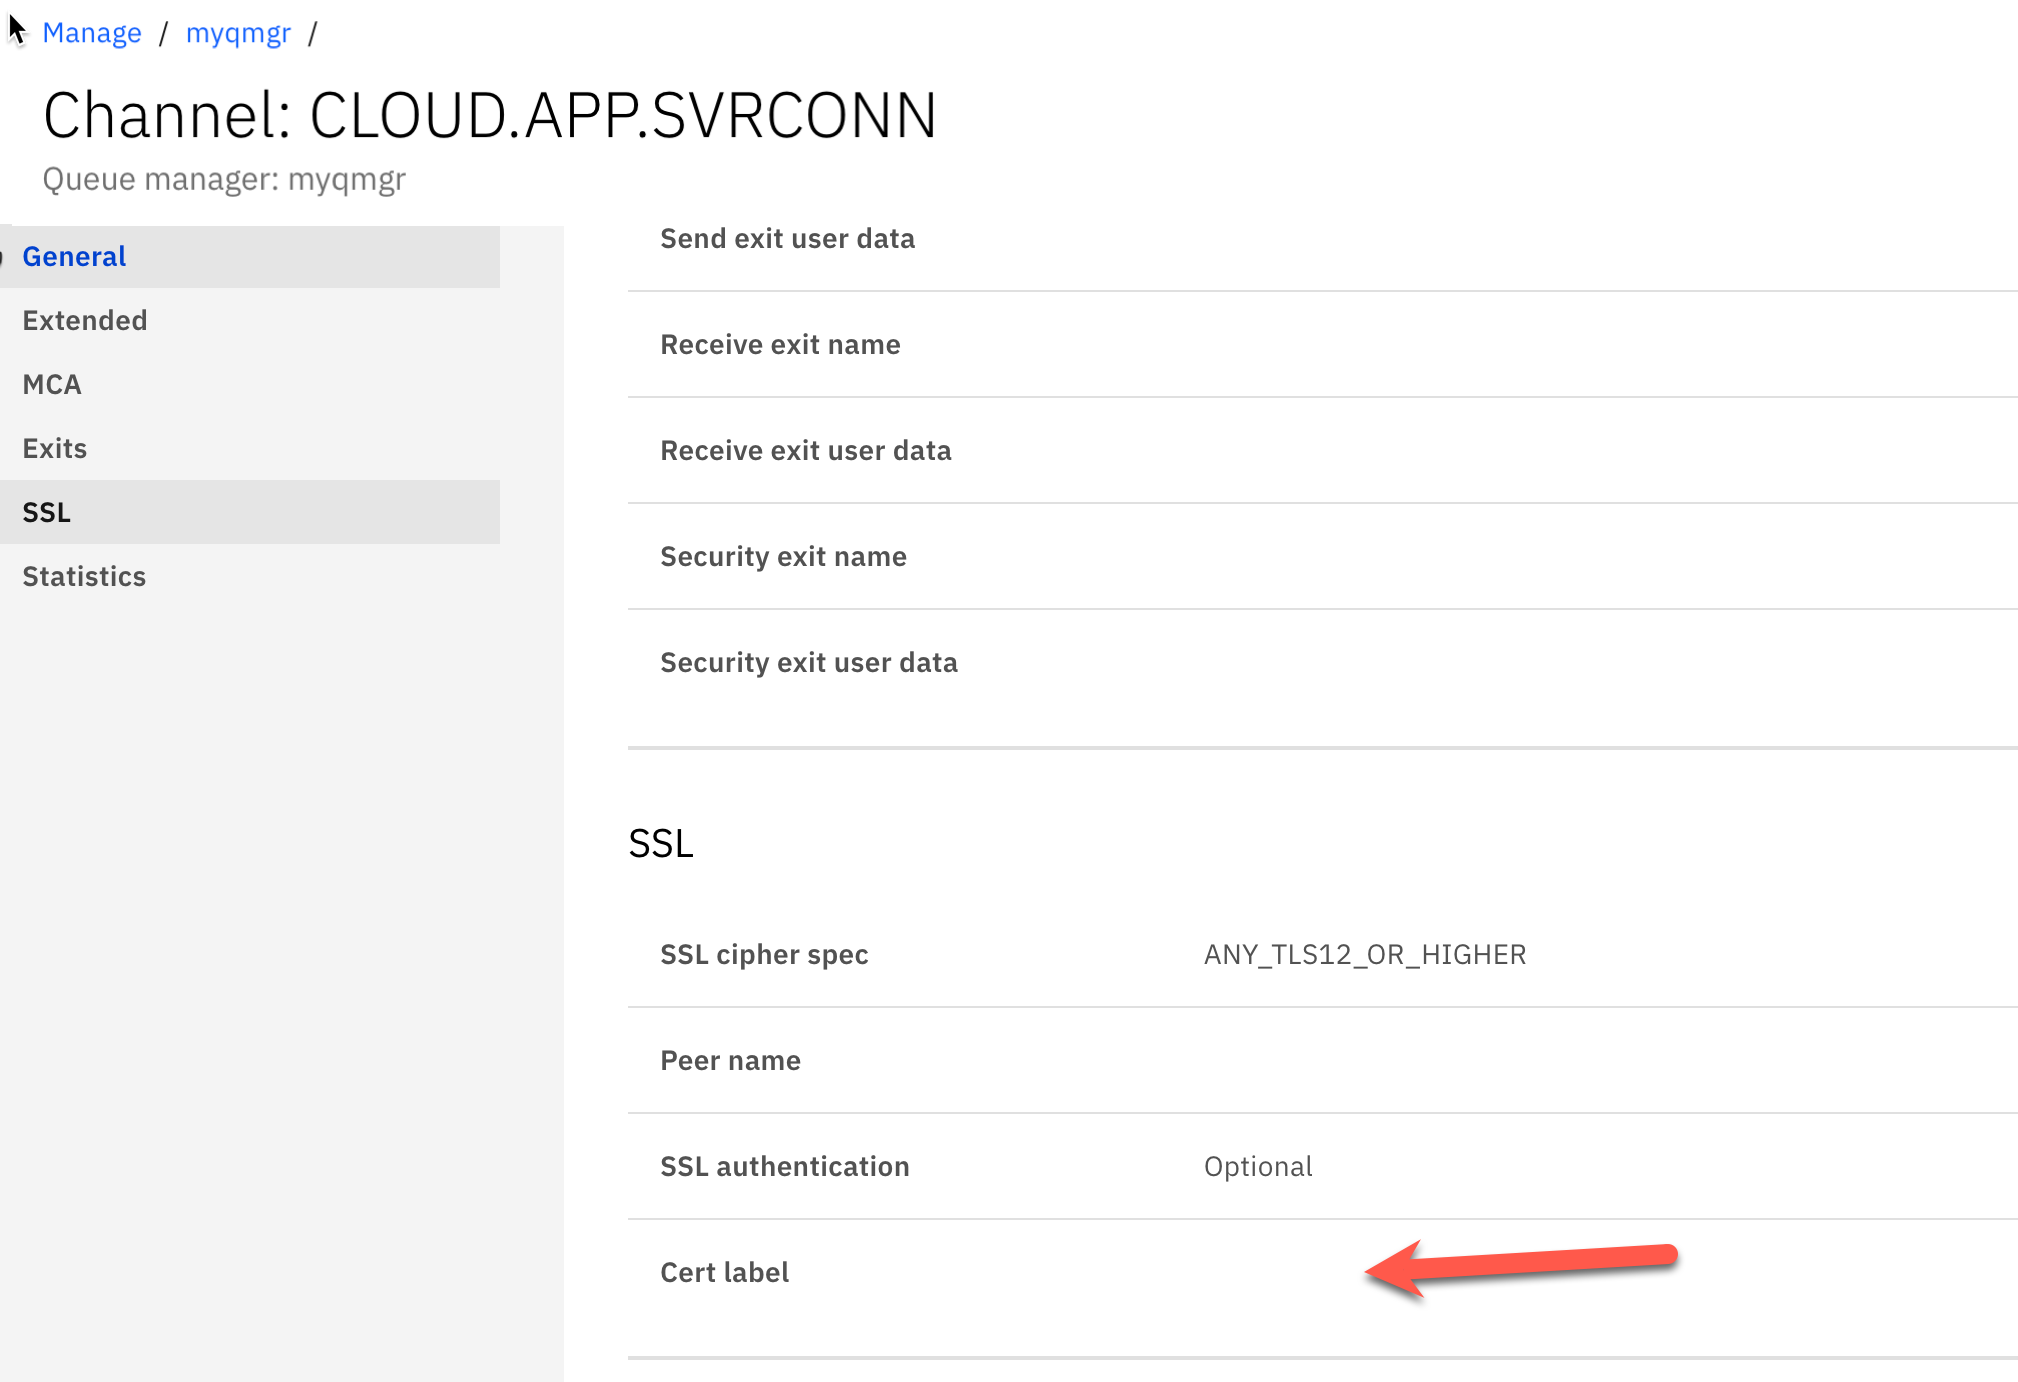 Manage / myqmgr /
Channel: CLOUD.APP.SVRCONN
Queue manager: myqmgr
General
Extended
MCA
Exits
SSL
Statistics
Send exit user data
Receive exit name
Receive exit user data
Security exit name
Security exit user data
SSL
SSL cipher spec ANY_TLS12_OR_HIGHER
Peer name
SSL authentication Optional
Cert label